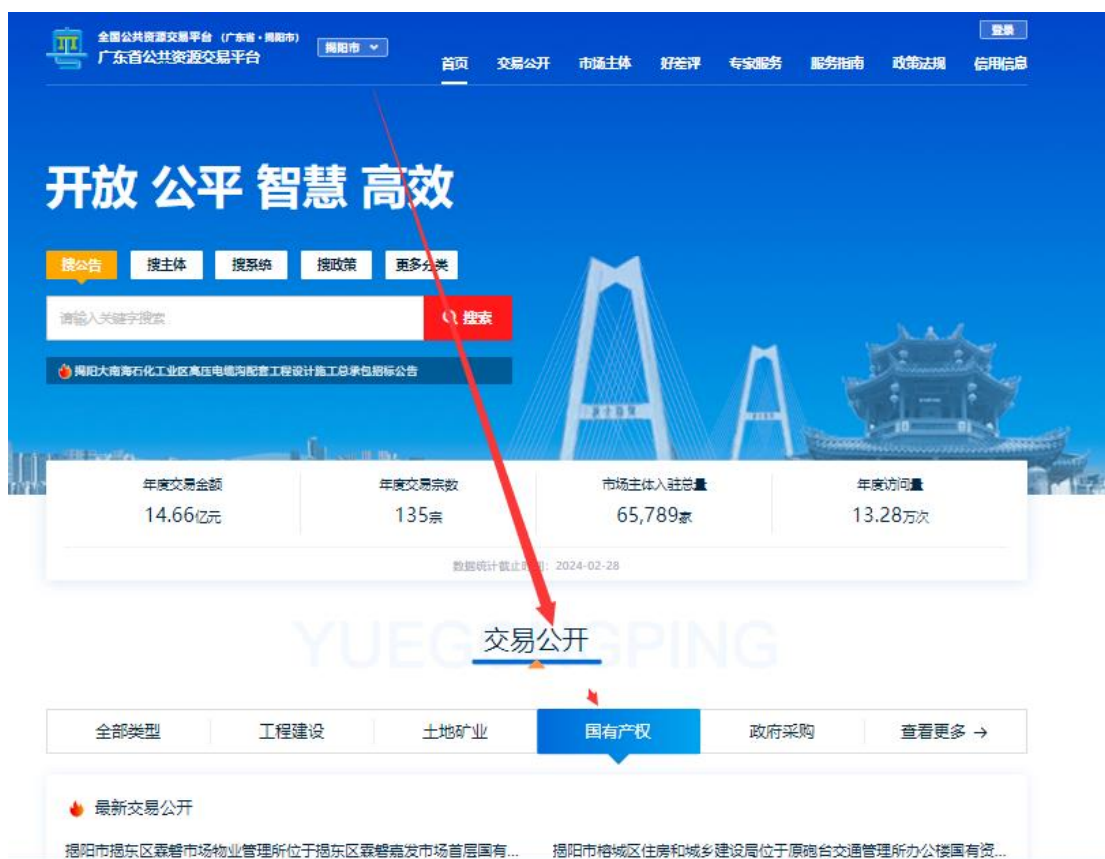 全国公共资源交易平台（广东省·揭阳市）
广东省公共资源交易平台
揭阳市
登录
首页 交易公开 市场主体 好差评 专家服务 服务指南 政策法规 信用信息
开放 公平 智慧 高效
搜公告 搜主体 搜系统 搜政策 更多分类
请输入关键字搜索 搜索
揭阳大南海石化工业区高压电缆沟配套工程设计施工总承包招标公告
年度交易金额 年度交易宗数 市场主体入驻总量 年度访问量
14.66亿元 135宗 65,789家 13.28万次
数据统计截止时间：2024-02-28
交易公开
全部类型 工程建设 土地矿业 国有产权 政府采购 查看更多 →
最新交易公开
揭阳市揭东区霖磐市场物业管理所位于揭东区霖磐嘉发市场首层国有... 揭阳市榕城区住房和城乡建设局位于原炮台交通管理所办公楼国有资...